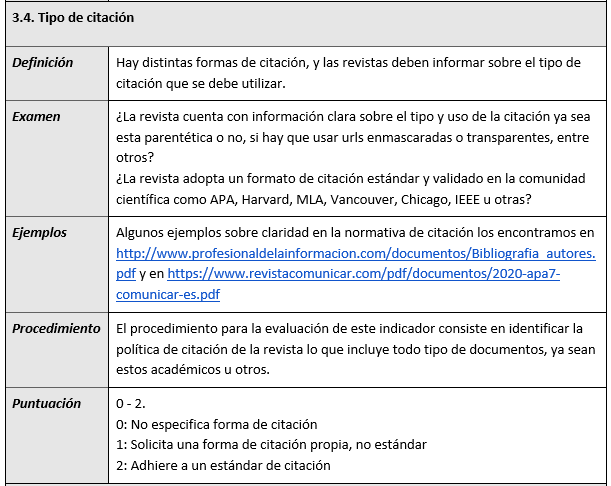 3.4. Tipo de citación
Definición
Hay distintas formas de citación, y las revistas deben informar sobre el tipo de
citación que se debe utilizar.
Examen
¿La revista cuenta con información clara sobre el tipo y uso de la citación ya sea
esta parentética o no, si hay que usar urls enmascaradas o transparentes, entre
otros?
¿La revista adopta un formato de citación estándar y validado en la comunidad
científica como APA, Harvard, MLA, Vancouver, Chicago, IEEE u otras?
Ejemplos
Algunos ejemplos sobre claridad en la normativa de citación los encontramos en
http://www.profesionaldelainformacion.com/documentos/Bibliografia_autores.
pdf y en https://www.revistacomunicar.com/pdf/documentos/2020-apa7-
comunicar-es.pdf
Procedimiento
El procedimiento para la evaluación de este indicador consiste en identificar la
política de citación de la revista lo que incluye todo tipo de documentos, ya sean
estos académicos u otros.
Puntuación
0 - 2.
0: No especifica forma de citación
1: Solicita una forma de citación propia, no estándar
2: Adhiere a un estándar de citación